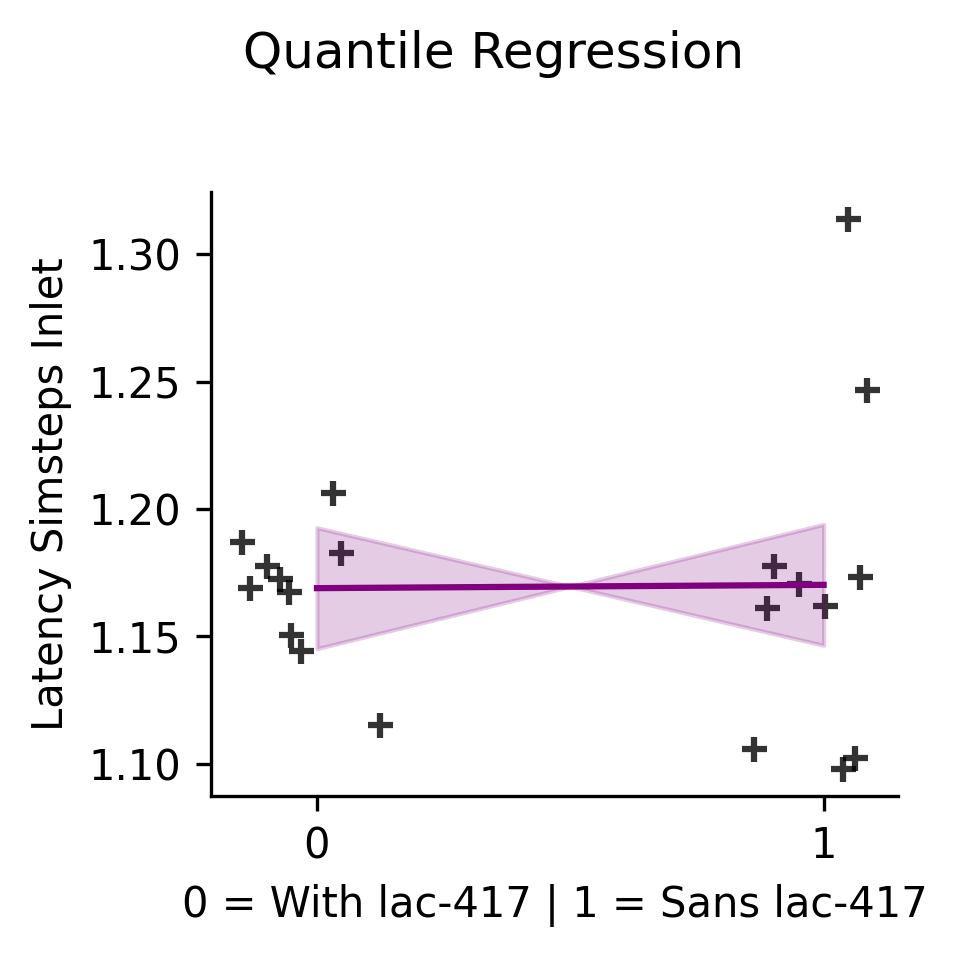 Quantile Regression
Latency Simsteps Inlet
1.30
1.25
1.20
1.15
1.10
0
1
0 = With lac-417 | 1 = Sans lac-417